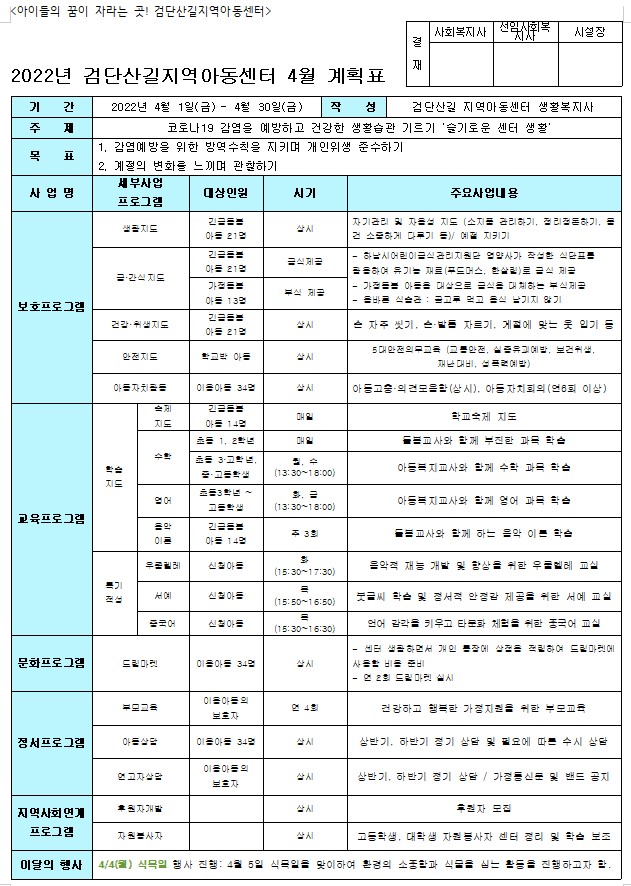 <아이들의 꿈이 자라는 곳! 검단산길지역아동센터>
결 재
사회복지사
선임사회복지사
시설장
2022년 검단산길지역아동센터 4월 계획표
기 간
2022년 4월 1일(금) - 4월 30일(금)
작 성
검단산길 지역아동센터 생활복지사
주 제
코로나19 감염을 예방하고 건강한 생활습관 기르기 '슬기로운 센터 생활'
목 표
1. 감염예방을 위한 방역수칙을 지키며 개인위생 준수하기
2. 계절의 변화를 느끼며 관찰하기
사 업 명
세부사업
프로그램
대상인원
시기
주요사업내용
보호프로그램
생활지도
긴급돌봄
아동 21명
상시
자기관리 및 자율성 지도 (소지품 관리하기, 정리정돈하기, 물
건 소중하게 다루기 등)/ 예절 지키기
급·간식지도
긴급돌봄
아동 21명
급식제공
가정돌봄
아동 13명
부식 제공
- 하남시어린이급식관리지원단 영양사가 작성한 식단표를
활용하여 유기농 재료(푸드머스, 한살림)로 급식 제공
- 가정돌봄 아동을 대상으로 급식을 대체하는 부식제공
- 올바른 식습관 : 골고루 먹고 음식 남기지 않기
건강·위생지도
긴급돌봄
아동 21명
상시
손 자주 씻기, 손·발톱 자르기, 계절에 맞는 옷 입기 등
안전지도
학교밖 아동
상시
5대안전의무교육 (교통안전, 실종유괴예방, 보건위생,
재난대비, 성폭력예방)
아동자치활동
이용아동 34명
상시
아동고충·의견모음함(상시), 아동자치회의(연6회 이상)
교육프로그램
학습
지도
숙제
지도
긴급돌봄
아동 14명
매일
학교숙제 지도
수학
초등 1, 2학년
매일
돌봄교사와 함께 부진한 과목 학습
초등 3·고학년,
중·고등학생
월, 수
(13:30~18:00)
아동복지교사와 함께 수학 과목 학습
영어
초등3학년 ~
고등학생
화, 금
(13:30~18:00)
아동복지교사와 함께 영어 과목 학습
음악
이론
긴급돌봄
아동 14명
주 3회
돌봄교사와 함께 하는 음악 이론 학습
특기
적성
우쿨렐레
신청아동
화
(15:30~17:30)
음악적 재능 개발 및 향상을 위한 우쿨렐레 교실
서예
신청아동
목
(15:50~16:50)
붓글씨 학습 및 정서적 안정감 제공을 위한 서예 교실
중국어
신청아동
목
(15:30~16:30)
언어 감각을 키우고 타문화 체험을 위한 중국어 교실
문화프로그램
드림마켓
이용아동 34명
상시
- 센터 생활하면서 개인 통장에 상점을 적립하여 드림마켓에
사용할 비용 준비
- 연 2회 드림마켓 실시
정서프로그램
부모교육
이용아동의
보호자
연 4회
건강하고 행복한 가정지원을 위한 부모교육
아동상담
이용아동 34명
상시
상반기, 하반기 정기 상담 및 필요에 따른 수시 상담
연고자상담
이용아동의
보호자
상시
상반기, 하반기 정기 상담 / 가정통신문 및 밴드 공지
지역사회연계
프로그램
후원자개발
상시
후원자 모집
자원봉사자
상시
고등학생, 대학생 자원봉사자 센터 정리 및 학습 보조
이달의 행사
4/4(월) 식목일 행사 진행: 4월 5일 식목일을 맞이하여 환경의 소중함과 식물을 심는 활동을 진행하고자 함.